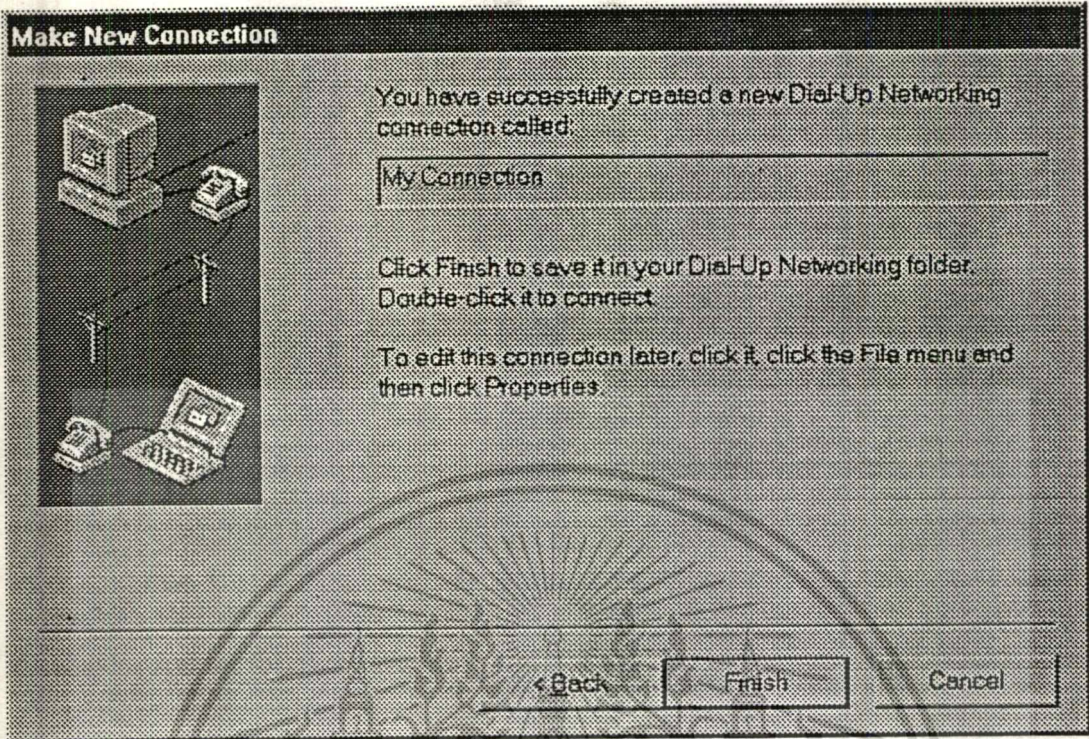 Make New Connection
You have successfully created a new Dial-Up Networking
connection called:
My Connection
Click Finish to save it in your Dial-Up Networking folder.
Double-click it to connect.
To edit this connection later, click it, click the File menu and
then click Properties.
< Back
Finish
Cancel